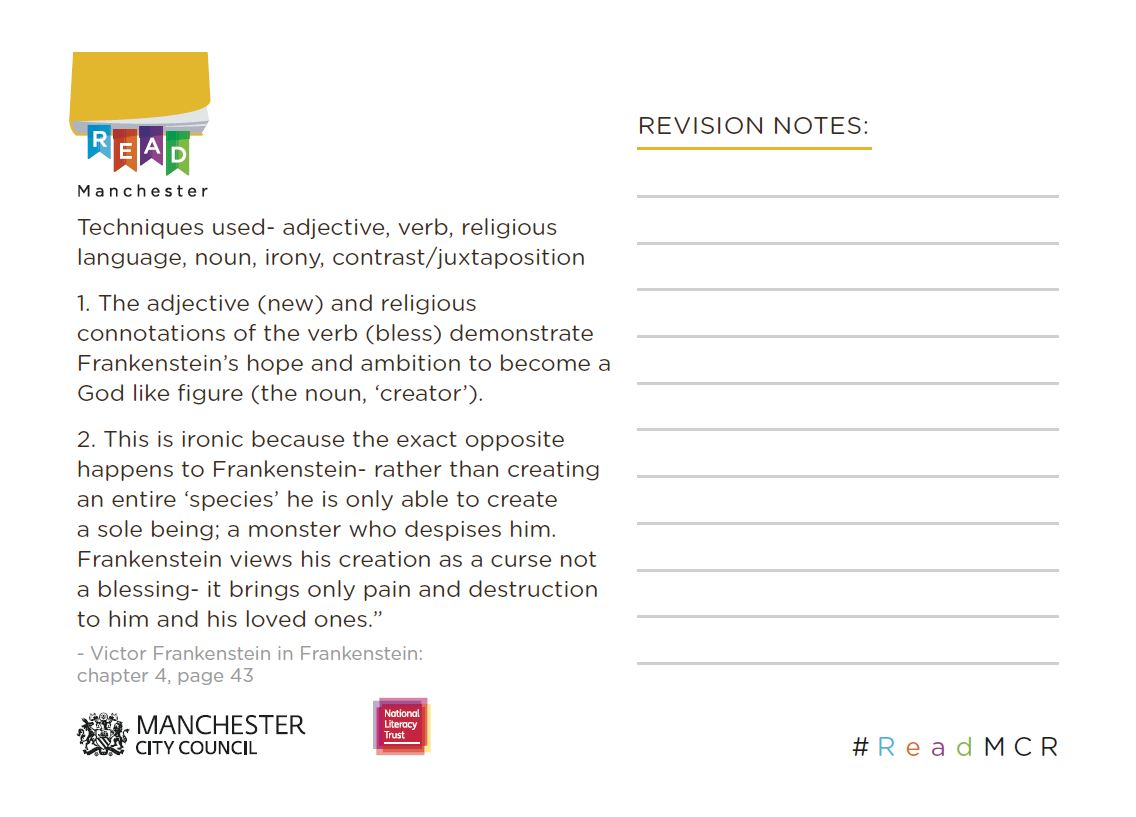 READ
Manchester
Techniques used- adjective, verb, religious
language, noun, irony, contrast/juxtaposition
1. The adjective (new) and religious
connotations of the verb (bless) demonstrate
Frankenstein’s hope and ambition to become a
God like figure (the noun, ‘creator’).
2. This is ironic because the exact opposite
happens to Frankenstein- rather than creating
an entire ‘species’ he is only able to create
a sole being; a monster who despises him.
Frankenstein views his creation as a curse not
a blessing- it brings only pain and destruction
to him and his loved ones.”
- Victor Frankenstein in Frankenstein:
chapter 4, page 43
MANCHESTER
CITY COUNCIL
National
Literacy
Trust
REVISION NOTES:
#ReadMCR